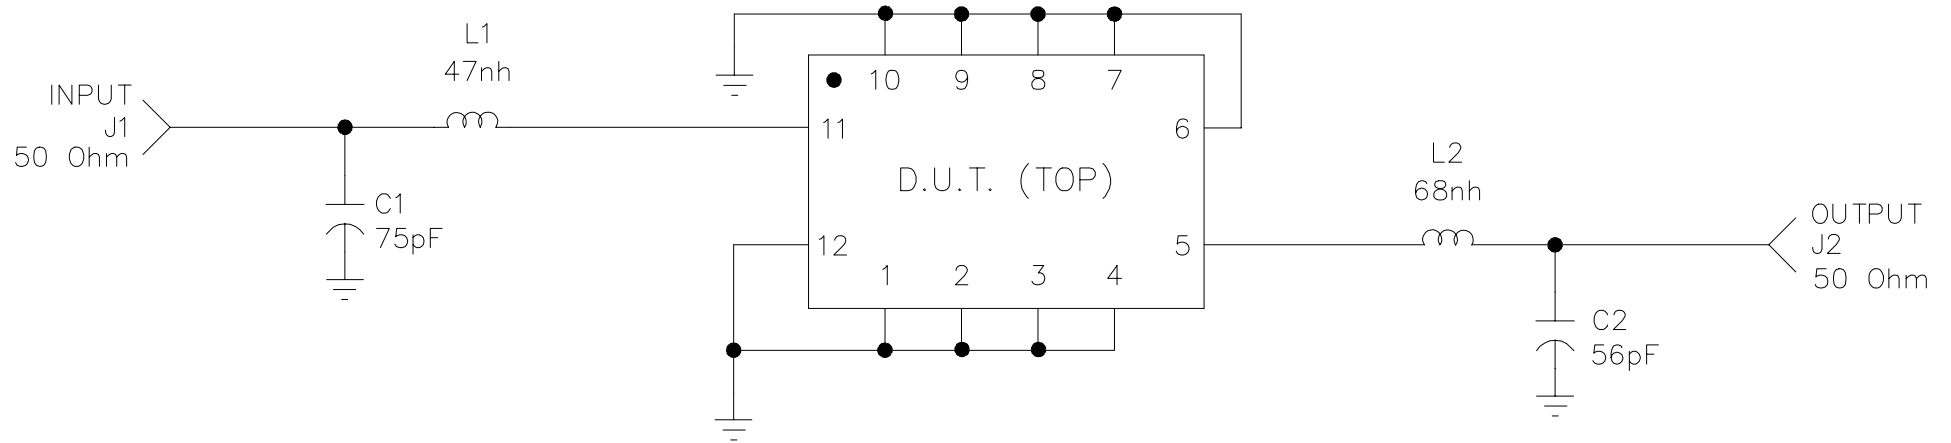 L1
47nh
INPUT
J1
50 Ohm
C1
75pF
10 9 8 7
11 6
D.U.T. (TOP)
12 5
1 2 3 4
L2
68nh
OUTPUT
J2
50 Ohm
C2
56pF